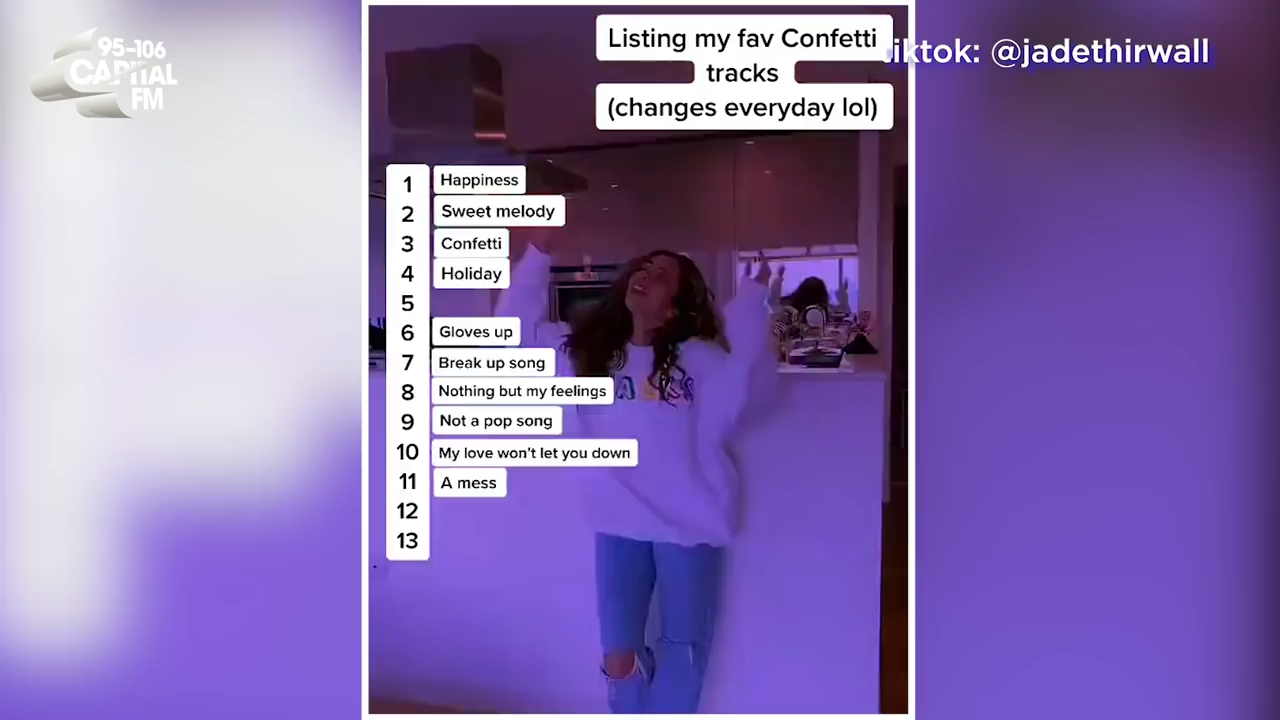 95-106
CAPITAL
FM
Listing my fav Confetti
tracks
(changes everyday lol)
tiktok: @jadethirwall
1 Happiness
2 Sweet melody
3 Confetti
4 Holiday
5
6 Gloves up
7 Break up song
8 Nothing but my feelings
9 Not a pop song
10 My love won't let you down
11 A mess
12
13